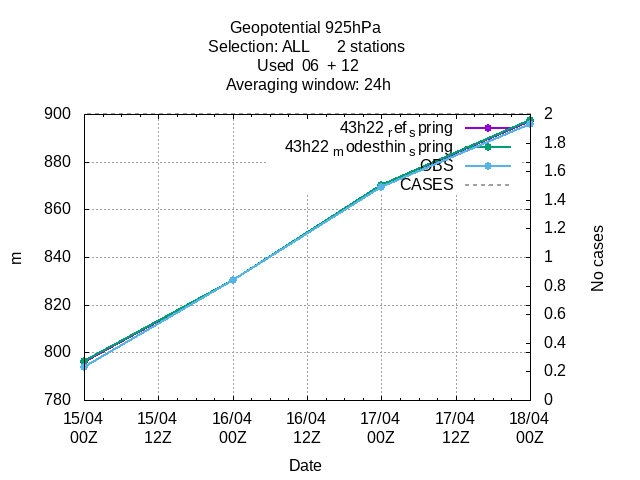 Geopotential 925hPa
Selection: ALL 2 stations
Used 06 + 12
Averaging window: 24h
43h22 refspring
43h22 modesthinspring
OBS
CASES
900
880
860
840
820
800
780
m
2
1.8
1.6
1.4
1.2
1
0.8
0.6
0.4
0.2
0
No cases
15/04 15/04 16/04 16/04 17/04 17/04 18/04
00Z 12Z 00Z 12Z 00Z 12Z 00Z
Date